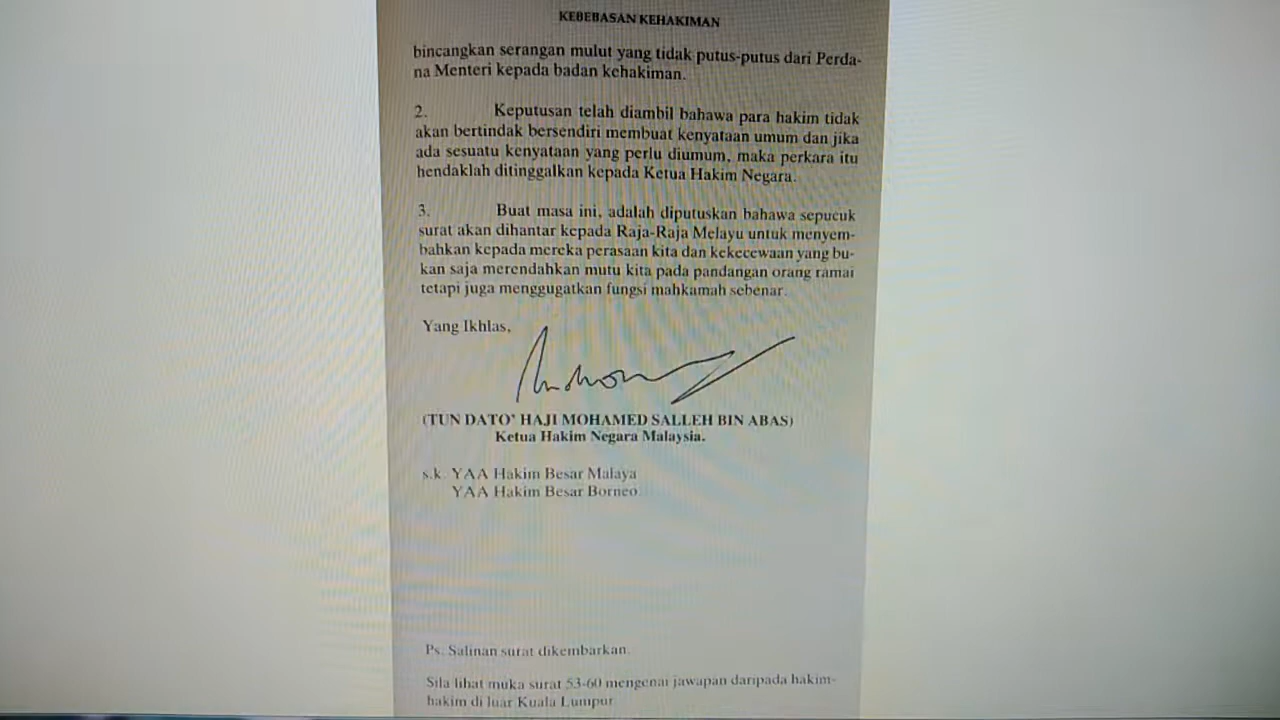 KEBEBASAN KEHAKIMAN
bincangkan serangan mulut yang tidak putus-putus dari Perda-
na Menteri kepada badan kehakiman.
2. Keputusan telah diambil bahawa para hakim tidak
akan bertindak bersendiri membuat kenyataan umum dan jika
ada sesuatu kenyataan yang perlu diumum, maka perkara itu
hendaklah ditinggalkan kepada Ketua Hakim Negara.
3. Buat masa ini, adalah diputuskan bahawa sepucuk
surat akan dihantar kepada Raja-Raja Melayu untuk menyem-
bahkan kepada mereka perasaan kita dan kekecewaan yang bu-
kan saja merendahkan mutu kita pada pandangan orang ramai
tetapi juga menggugatkan fungsi mahkamah sebenar.
Yang Ikhlas,
(TUN DATO' HAJI MOHAMED SALLEH BIN ABAS)
Ketua Hakim Negara Malaysia.
s.k. YAA Hakim Besar Malaya
YAA Hakim Besar Borneo
Ps. Salinan surat dikembarkan.
Sila lihat muka surat 53-60 mengenai jawapan daripada hakim-
hakim di luar Kuala Lumpur